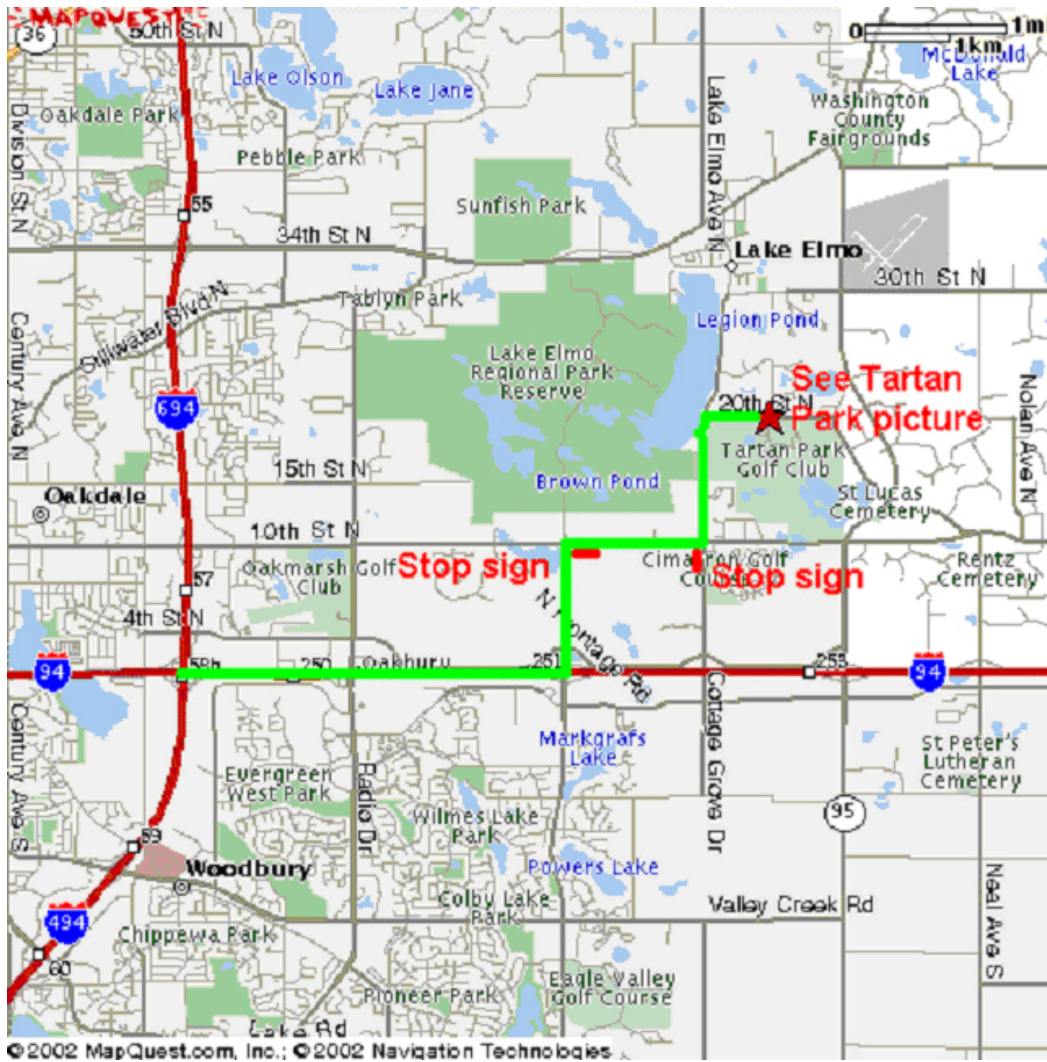 MAPQUEST
36
50th St N
0 1m
1km
Lake Olson
Lake Jane
McDonald
Lake
Division St N
Oakdale Park
Pebble Park
Lake Elmo Ave N
Washington
County
Fairgrounds
55
Sunfish Park
34th St N
Lake Elmo
30th St N
Tablyn Park
Stillwater Blvd N
Legion Pond
Century Ave N
Lake Elmo
Regional Park
Reserve
See Tartan
Park picture
20th St N
694
Nolan Ave N
Tartan Park
Golf Club
15th St N
Brown Pond
Oakdale
St Lucas
Cemetery
10th St N
Stop sign
Oakmarsh Golf
Club
Cimarron Golf
Course
Stop sign
Rentz
Cemetery
57
4th St N
N Frontage Rd
94
58
250
Oakbury
251
253
94
Century Ave S
Radio Dr
Cottage Grove Dr
Markgrafs
Lake
St Peter's
Lutheran
Cemetery
Evergreen
West Park
Wilmes Lake
Park
95
59
Woodbury
Powers Lake
Neal Ave S
Colby Lake
Park
Valley Creek Rd
494
Chippewa Park
60
Pioneer Park
Eagle Valley
Golf Course
Lake Rd
©2002 MapQuest.com, Inc.; ©2002 Navigation Technologies